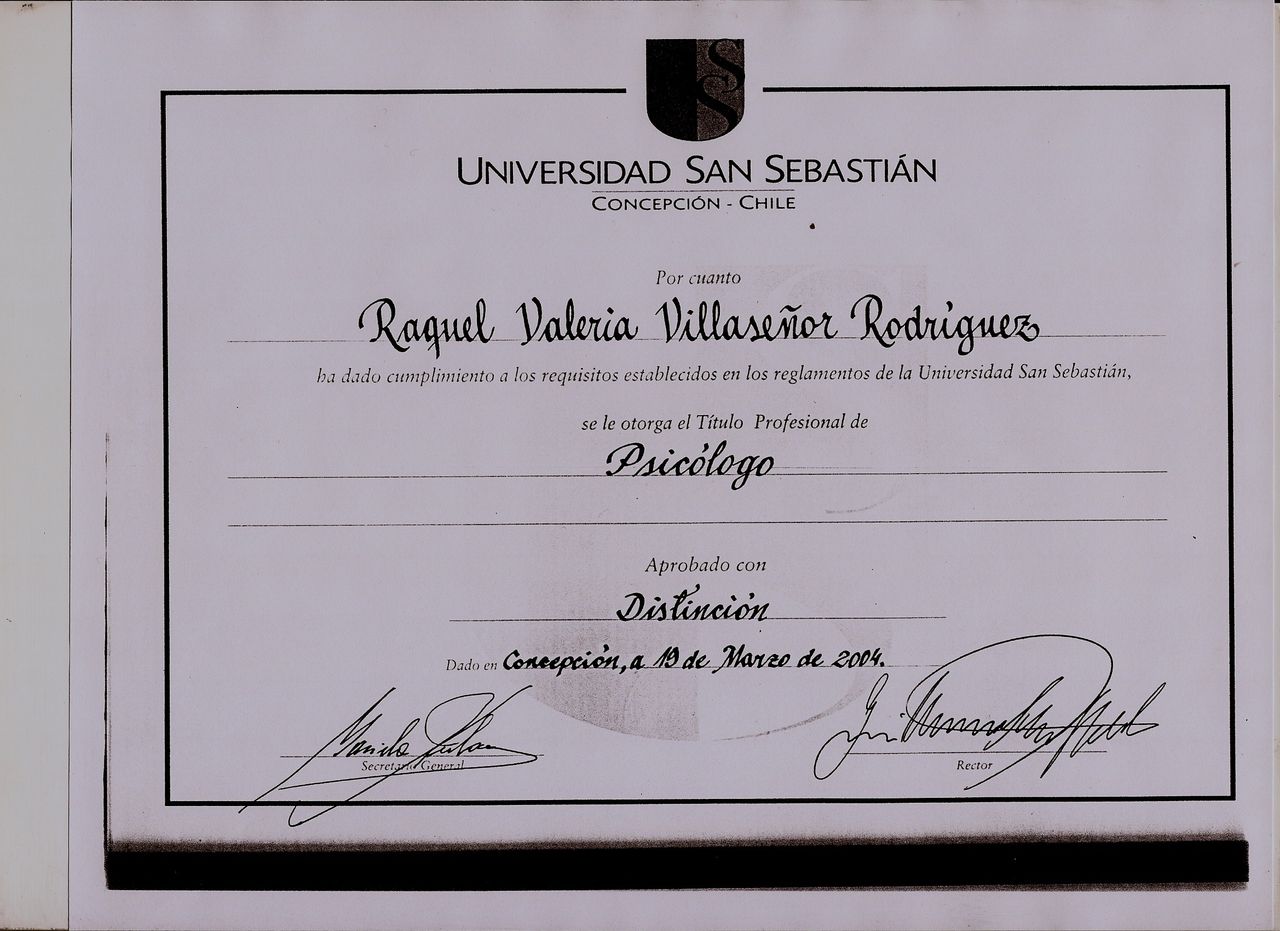 UNIVERSIDAD SAN SEBASTIÁN
CONCEPCIÓN - CHILE
Por cuanto
Raquel Valeria Villaseñor Rodríguez
ha dado cumplimiento a los requisitos establecidos en los reglamentos de la Universidad San Sebastián,
se le otorga el Título Profesional de
Psicólogo
Aprobado con
Distinción
Dado en Concepción, a 19 de Marzo de 2004.
Secretario General
Rector